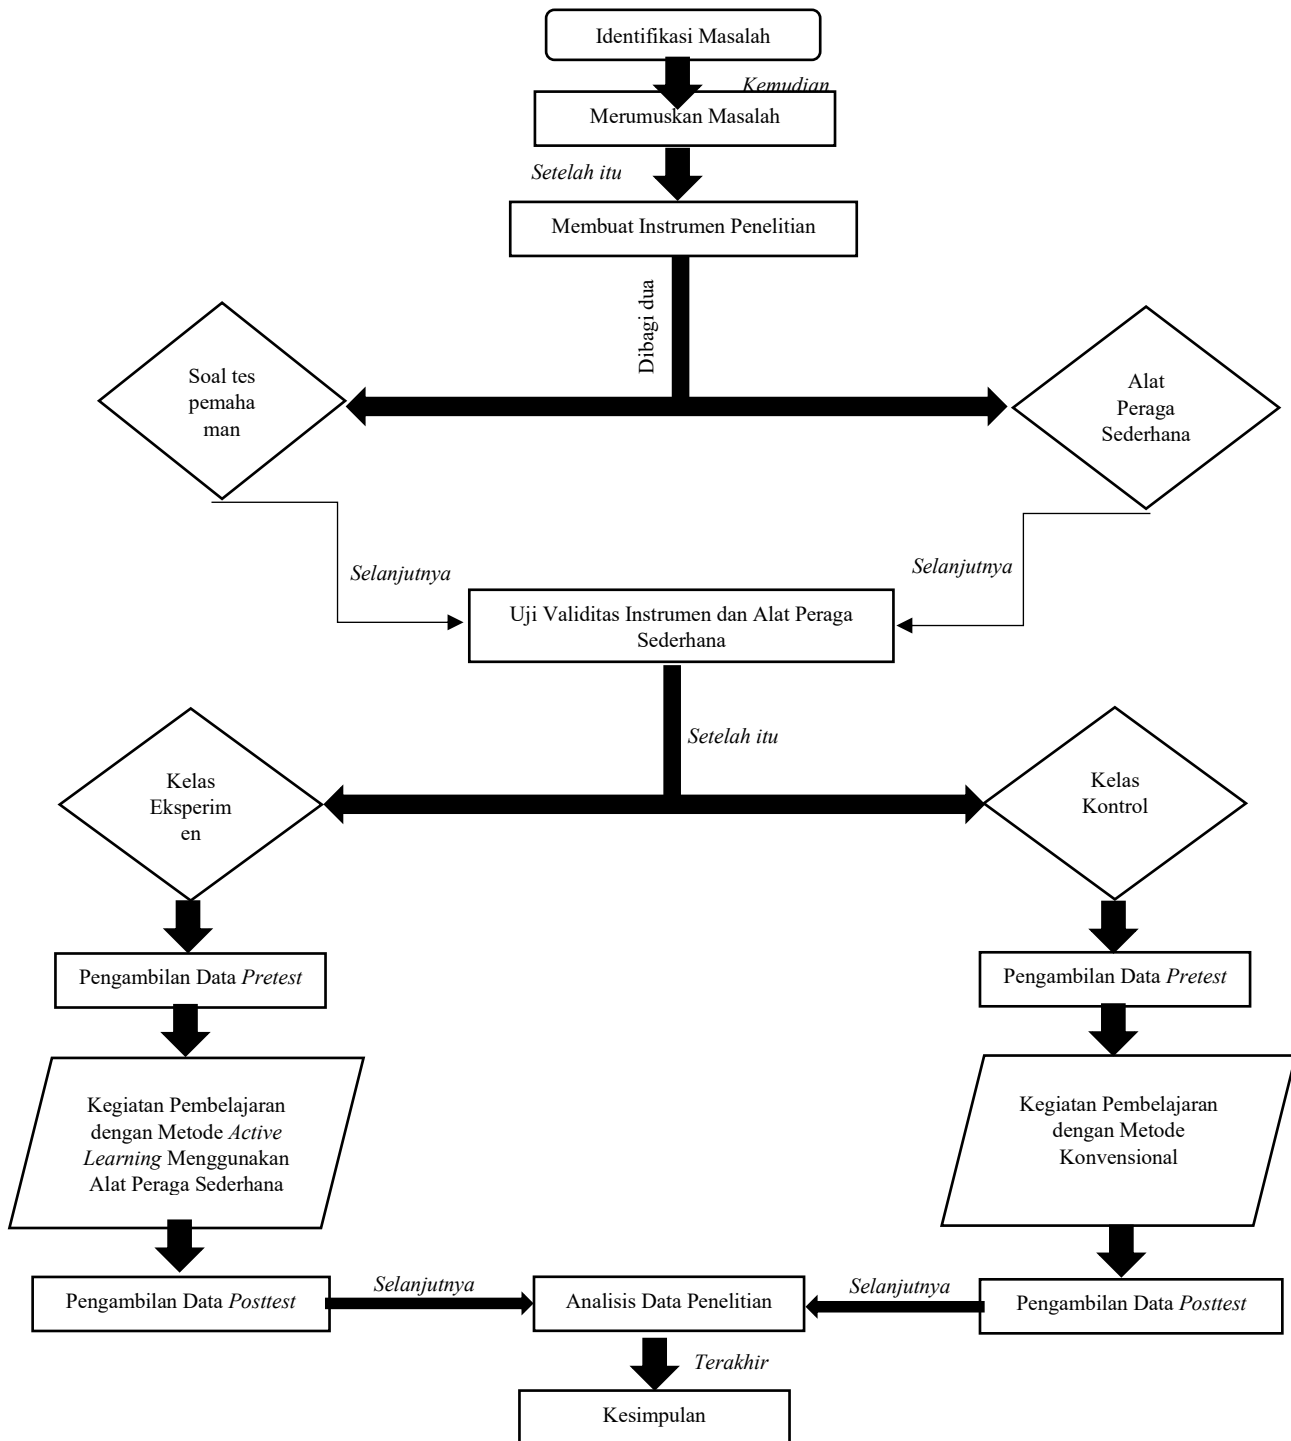 Identifikasi Masalah
Kemudian
Merumuskan Masalah
Setelah itu
Membuat Instrumen Penelitian
Dibagi dua
Soal tes
pemaha
man
Alat
Peraga
Sederhana
Selanjutnya
Selanjutnya
Uji Validitas Instrumen dan Alat Peraga
Sederhana
Setelah itu
Kelas
Eksperim
en
Kelas
Kontrol
Pengambilan Data Pretest
Pengambilan Data Pretest
Kegiatan Pembelajaran
dengan Metode Active
Learning Menggunakan
Alat Peraga Sederhana
Kegiatan Pembelajaran
dengan Metode
Konvensional
Pengambilan Data Posttest
Selanjutnya
Analisis Data Penelitian
Selanjutnya
Pengambilan Data Posttest
Terakhir
Kesimpulan